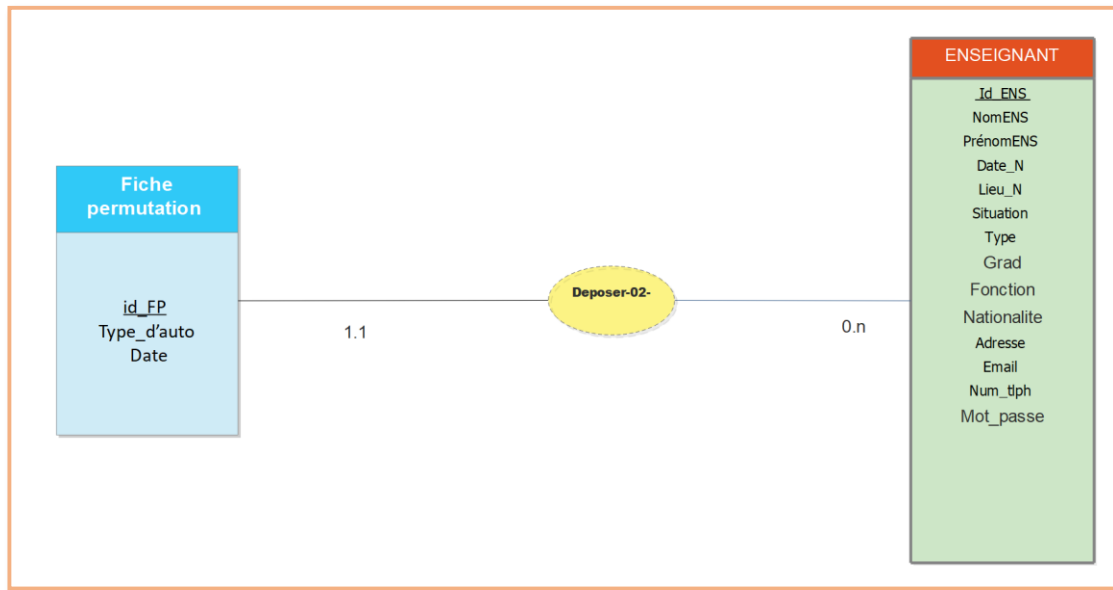 Fiche
permutation
id_FP
Type_d’auto
Date
1.1
Deposer-02-
0.n
ENSEIGNANT
Id_ENS
NomENS
PrénomENS
Date_N
Lieu_N
Situation
Type
Grad
Fonction
Nationalite
Adresse
Email
Num_tlph
Mot_passe